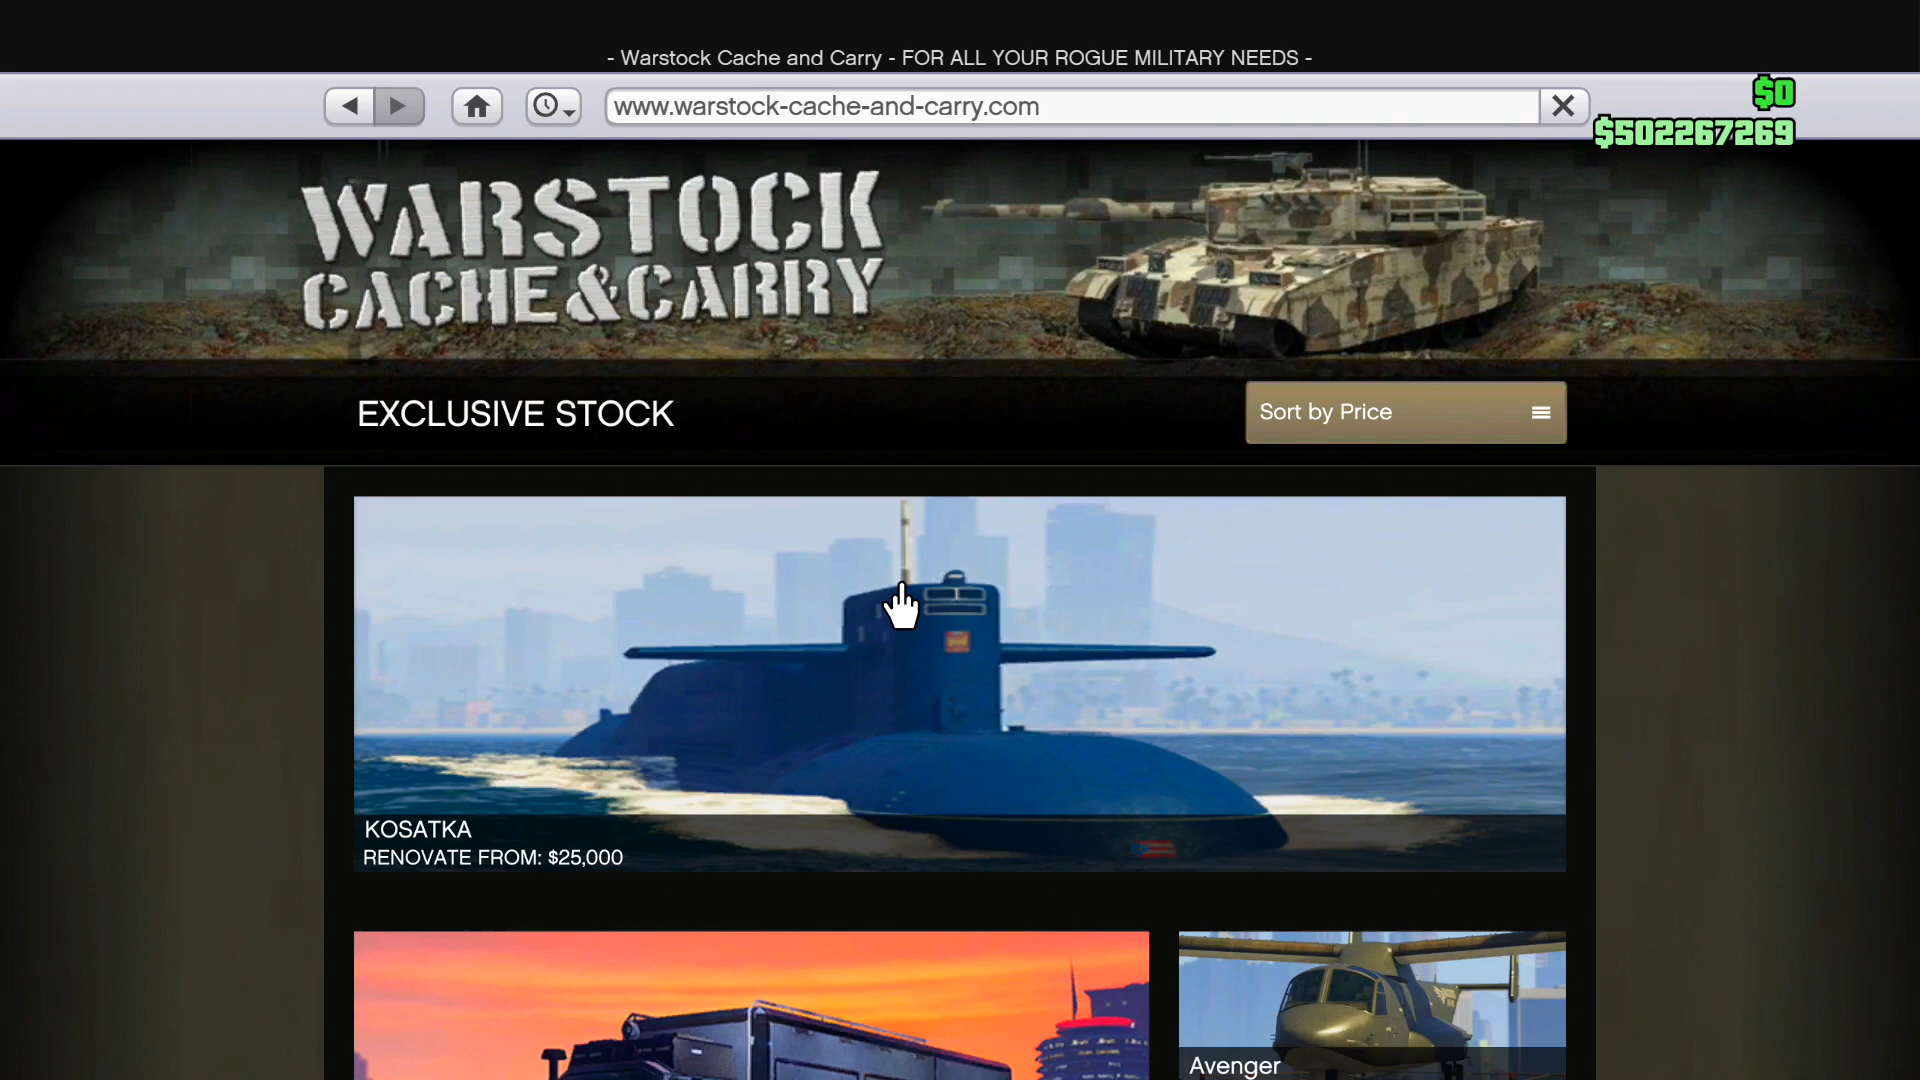 - Warstock Cache and Carry - FOR ALL YOUR ROGUE MILITARY NEEDS -
www.warstock-cache-and-carry.com
$0
$502267269
WARSTOCK
CACHE&CARRY
EXCLUSIVE STOCK
Sort by Price
KOSATKA
RENOVATE FROM: $25,000
Avenger